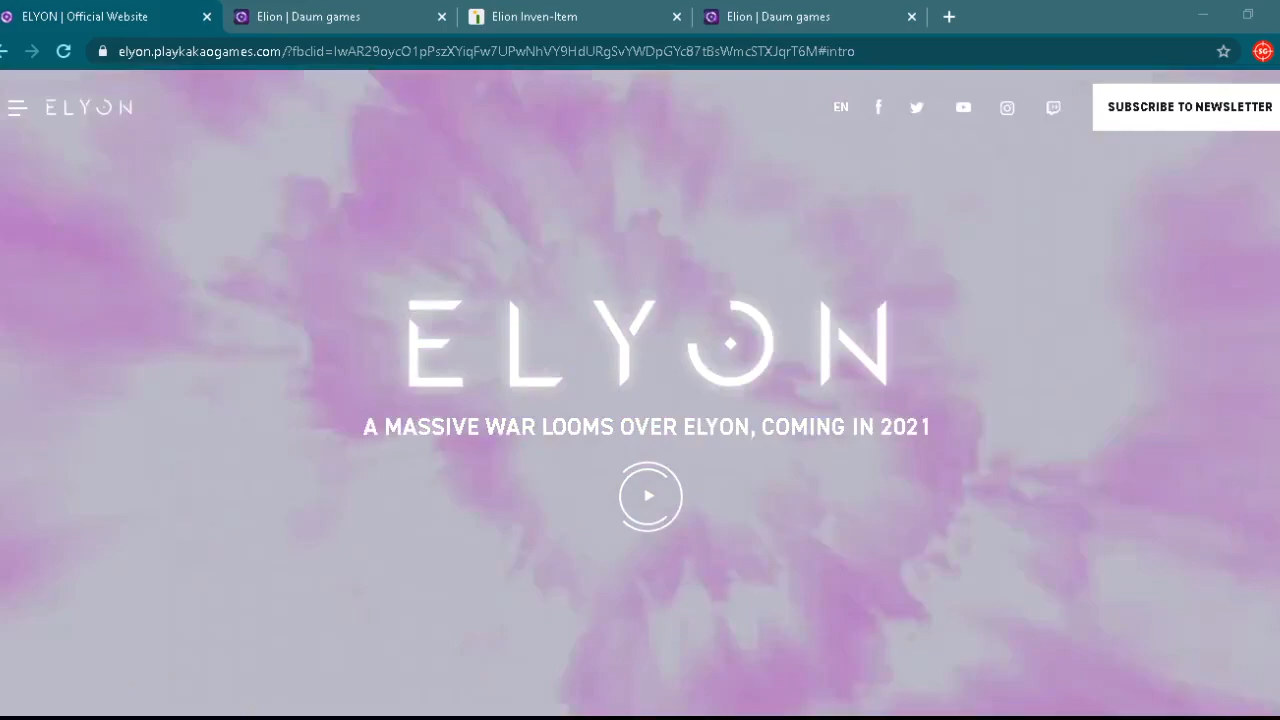 ELYON | Official Website
Elion | Daum games
Elion Inven-Item
Elion | Daum games
elyon.playkakaogames.com/?fbclid=IwAR29oycO1pPszXYiqFw7UPwNhVY9HdURgSvYWDpGYc87tBsWmcSTXJqrT6M#intro
SG
ELYON
EN
SUBSCRIBE TO NEWSLETTER
ELYON
A MASSIVE WAR LOOMS OVER ELYON, COMING IN 2021